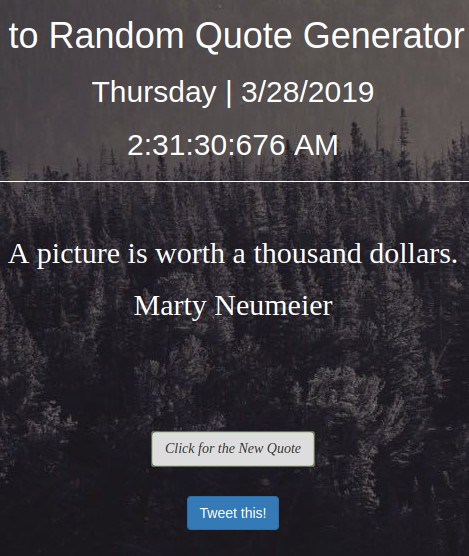 to Random Quote Generator
Thursday | 3/28/2019
2:31:30:676 AM
A picture is worth a thousand dollars.
Marty Neumeier
Click for the New Quote
Tweet this!